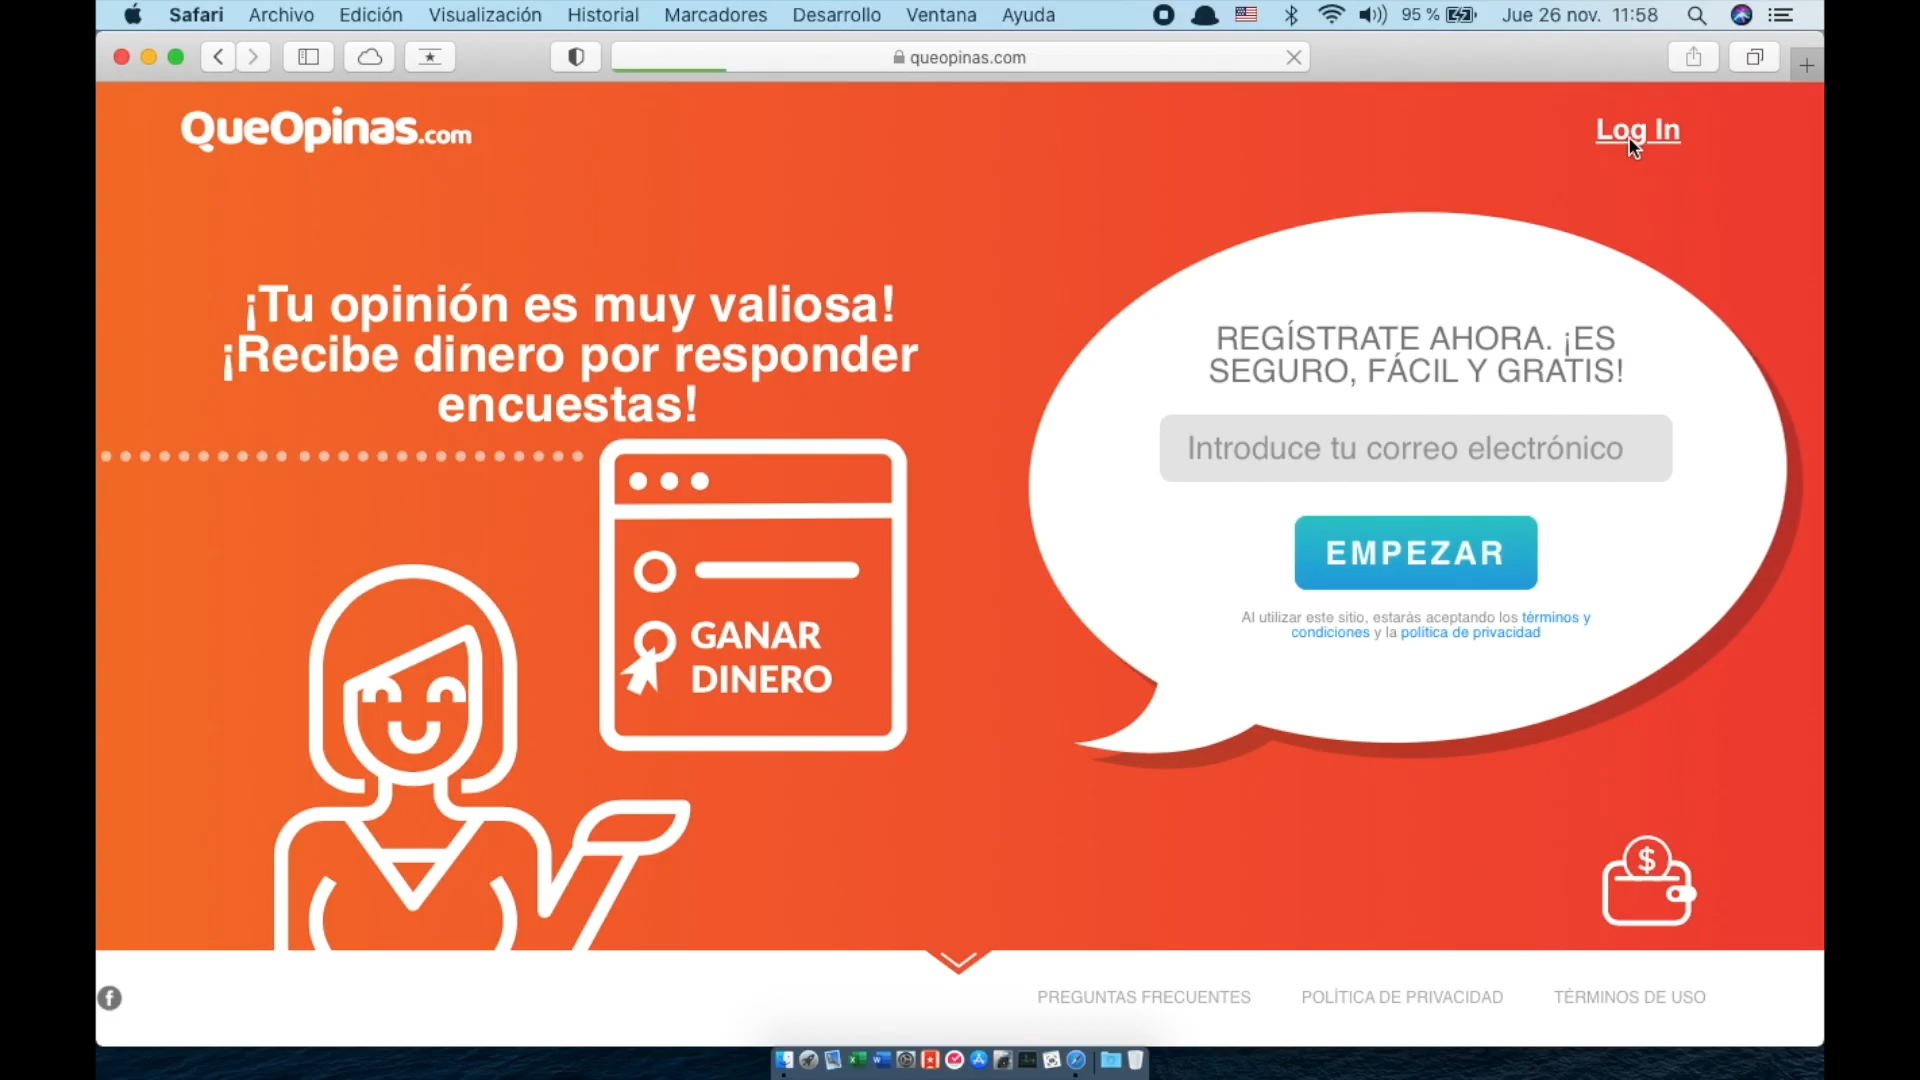 Safari Archivo Edición Visualización Historial Marcadores Desarrollo Ventana Ayuda 95 % Jue 26 nov. 11:58
queopinas.com
QueOpinas.com
Log In
¡Tu opinión es muy valiosa!
¡Recibe dinero por responder
encuestas!
REGÍSTRATE AHORA. ¡ES
SEGURO, FÁCIL Y GRATIS!
Introduce tu correo electrónico
EMPEZAR
Al utilizar este sitio, estarás aceptando los términos y
condiciones y la política de privacidad
GANAR
DINERO
$
PREGUNTAS FRECUENTES POLÍTICA DE PRIVACIDAD TÉRMINOS DE USO